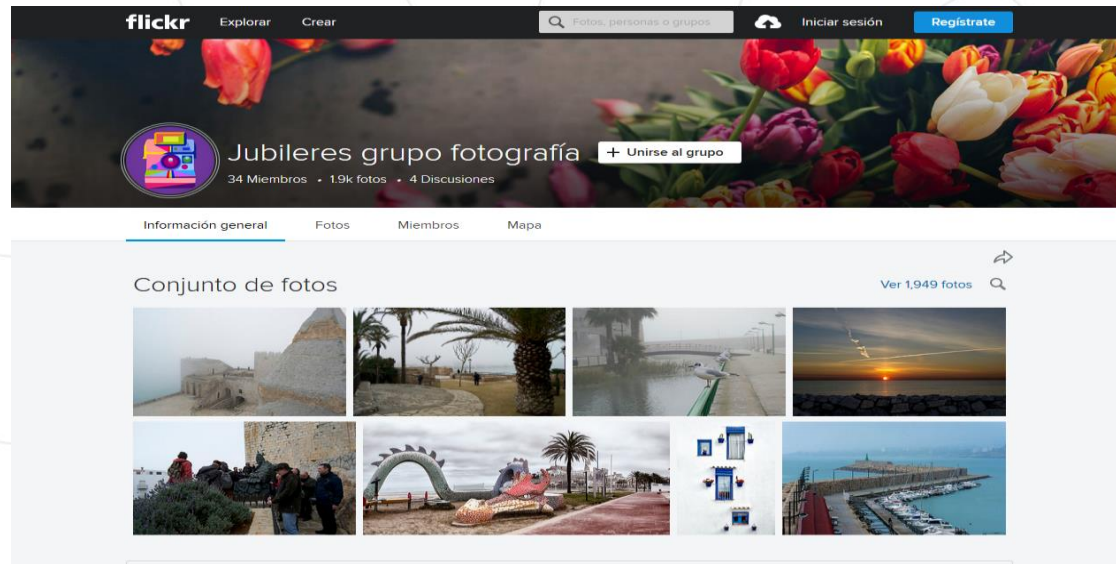 flickr Explorar Crear Fotos, personas o grupos Iniciar sesión Regístrate
Jubileres grupo fotografía + Unirse al grupo
34 Miembros • 1.9k fotos • 4 Discusiones
Información general Fotos Miembros Mapa
Conjunto de fotos Ver 1,949 fotos